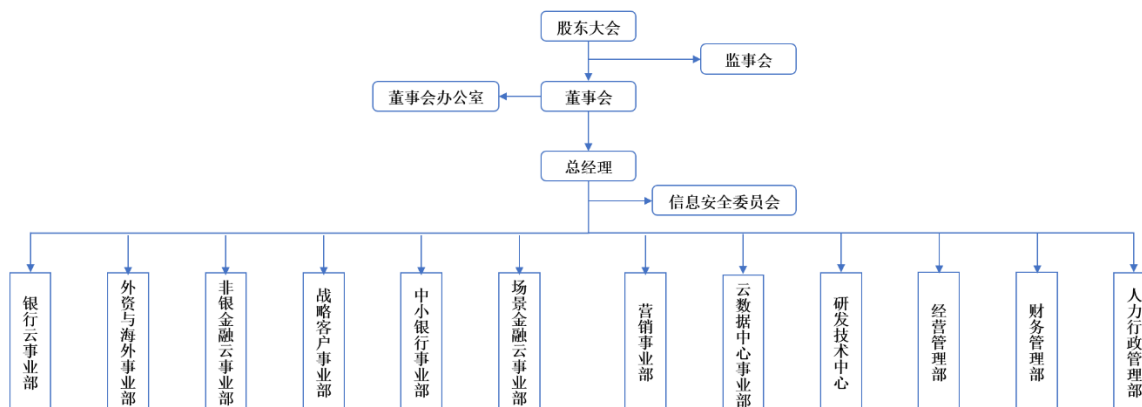 股东大会
监事会
董事会办公室
董事会
总经理
信息安全委员会
银行云事业部
外资与海外事业部
非银金融云事业部
战略客户事业部
中小银行事业部
场景金融云事业部
营销事业部
云数据中心事业部
研发技术中心
经营管理部
财务管理部
人力行政管理部